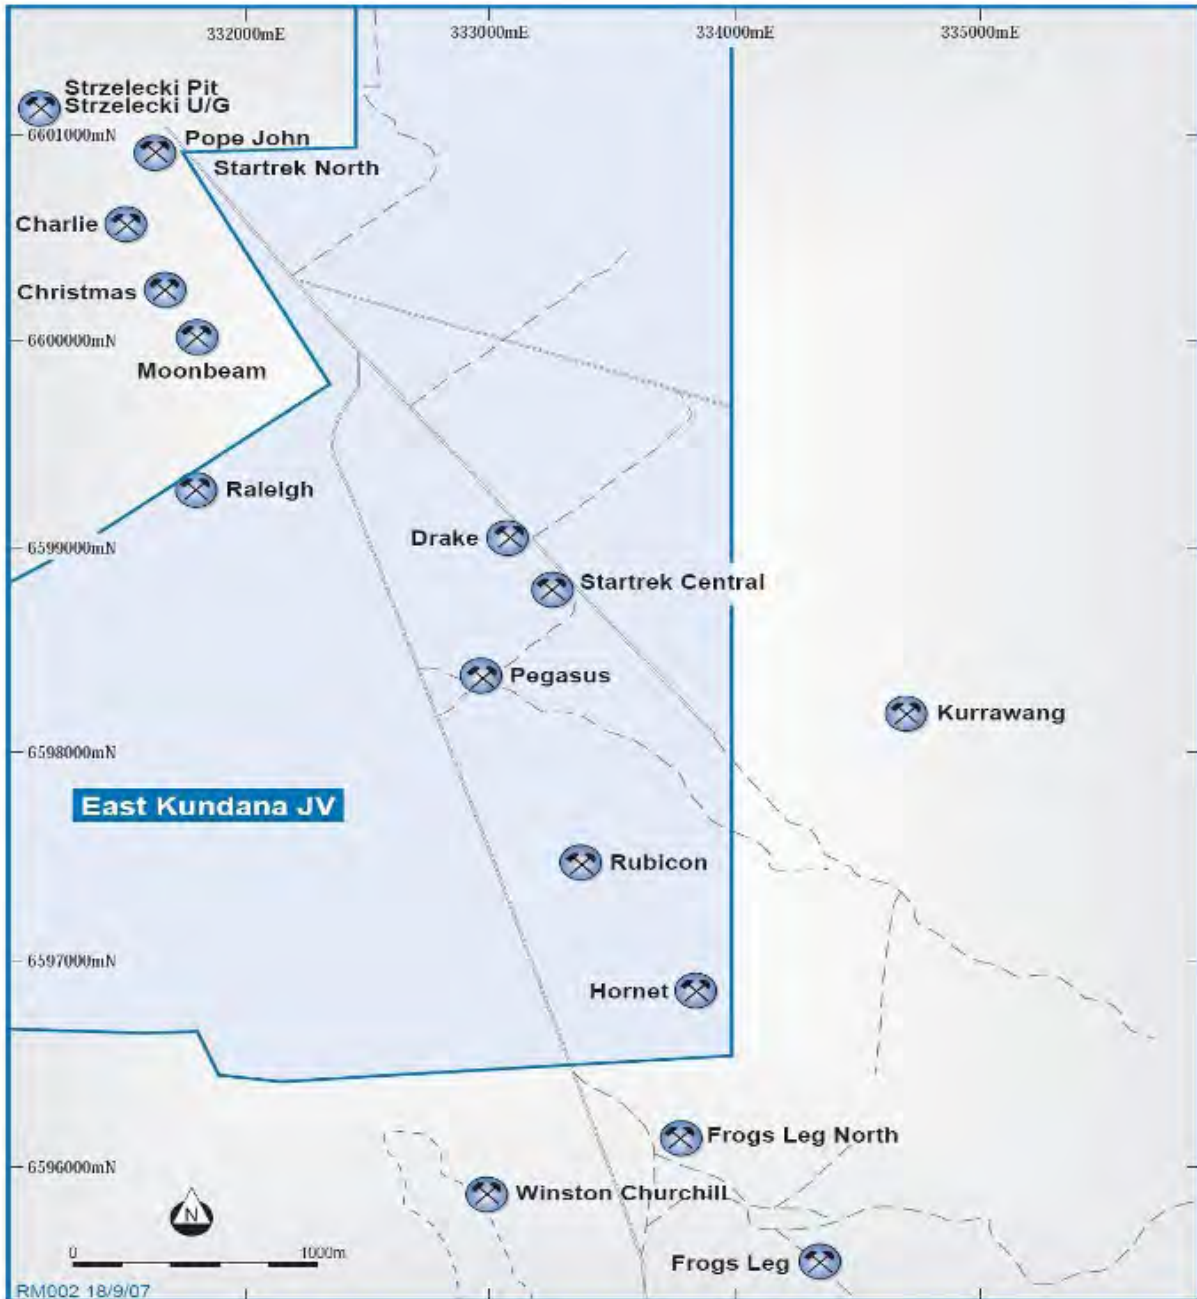 332000mE
333000mE
334000mE
335000mE
Strzelecki Pit
Strzelecki U/G
6601000mN
Pope John
Startrek North
Charlie
Christmas
6600000mN
Moonbeam
Raleigh
Drake
6599000mN
Startrek Central
Pegasus
Kurrawang
6598000mN
East Kundana JV
Rubicon
6597000mN
Hornet
Frogs Leg North
6596000mN
Winston Churchill
N
0
1000m
Frogs Leg
RM002 18/9/07